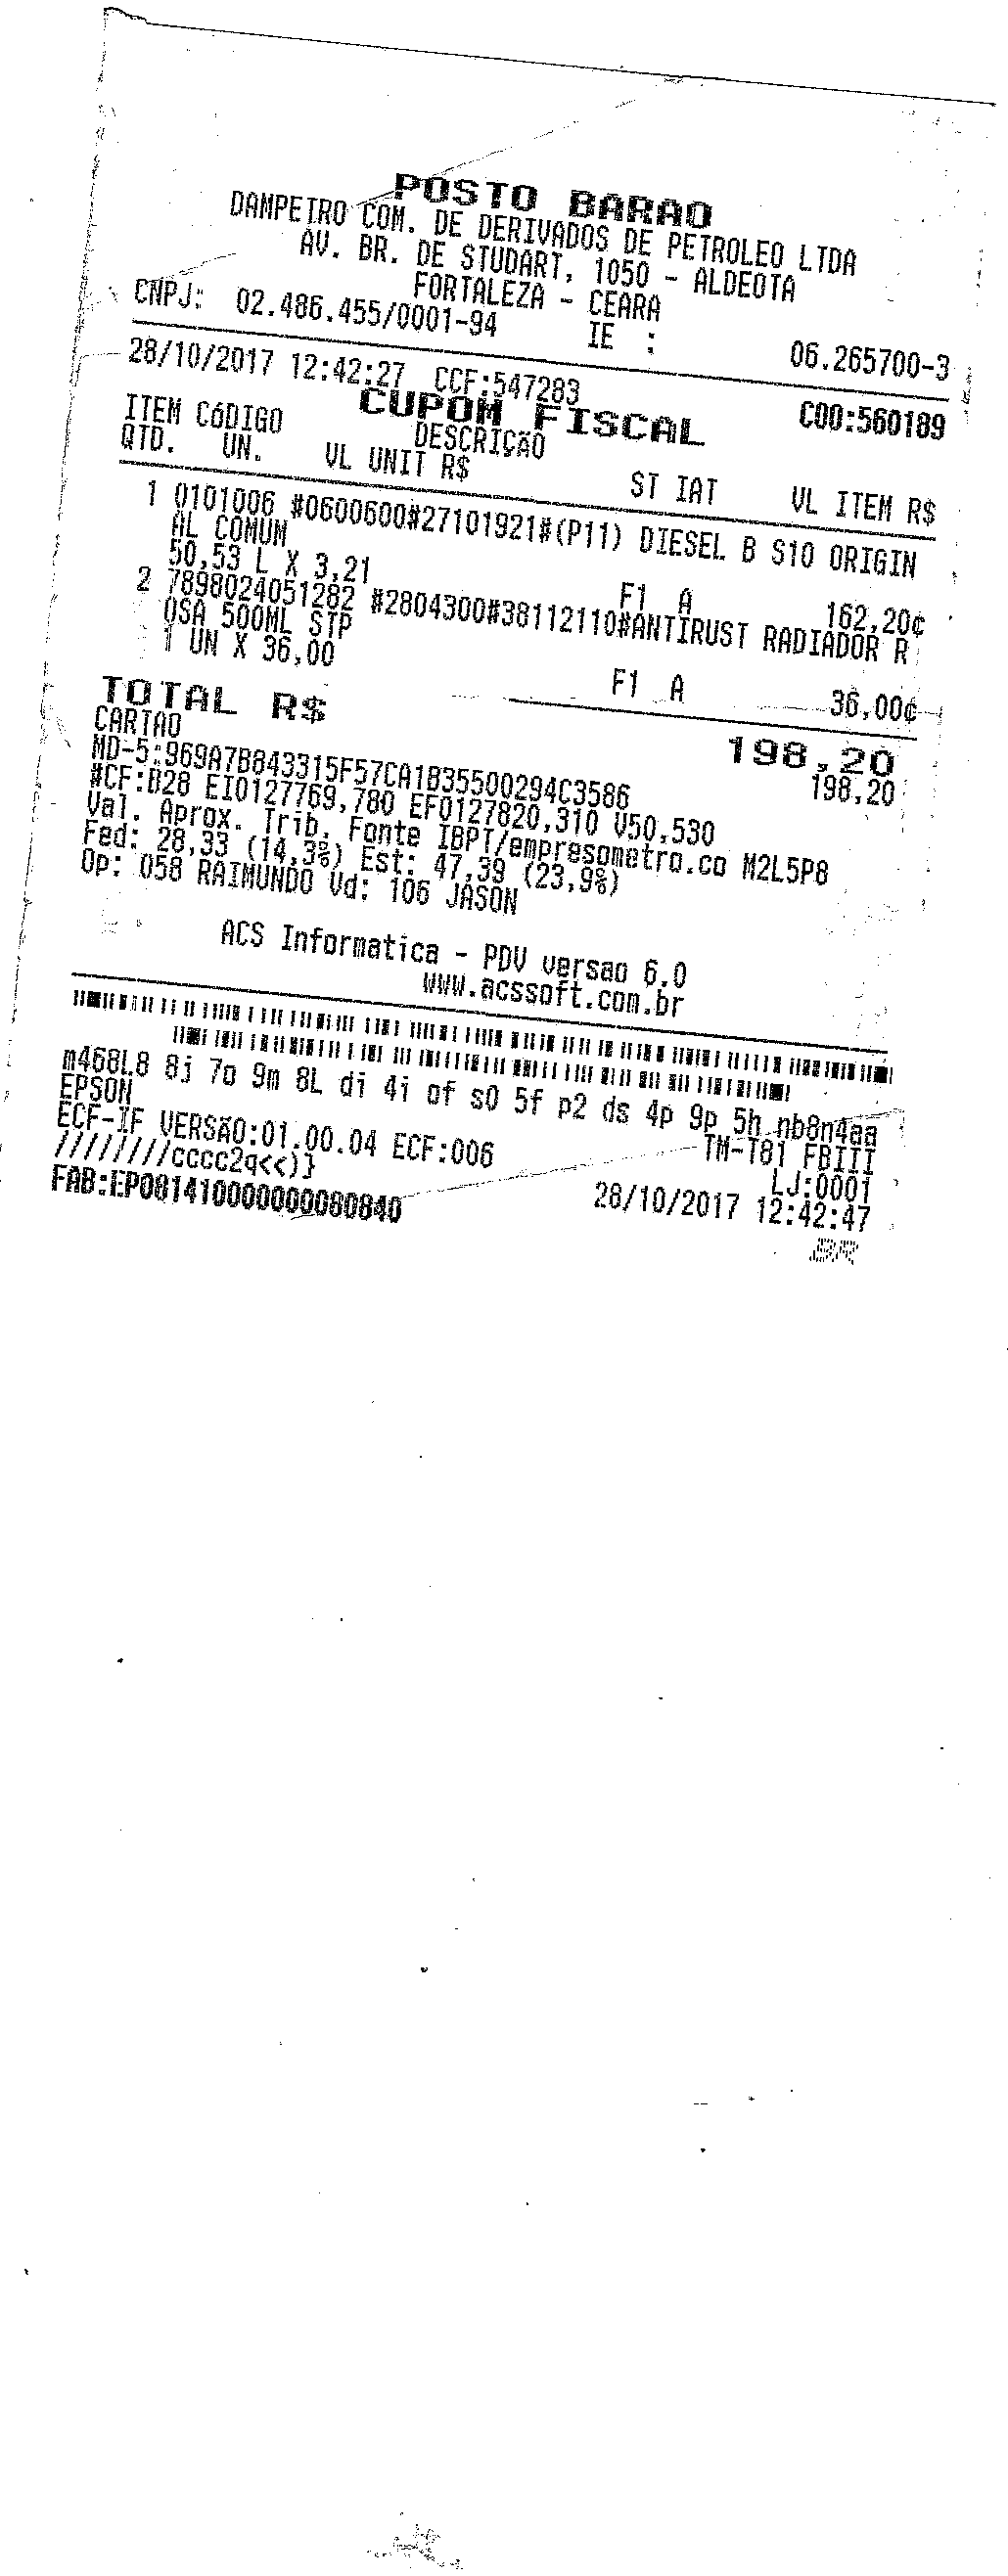 POSTO BARAO
DAMPETRO COM. DE DERIVADOS DE PETROLEO LTDA
AV. BR. DE STUDART, 1050 - ALDEOTA
FORTALEZA - CEARA
CNPJ: 02.486.455/0001-94 IE : 06.265700-3
28/10/2017 12:42:27 CCF:547283 COO:560189
CUPOM FISCAL
ITEM CóDIGO DESCRIÇÃO
QTD. UN. VL UNIT R$ ST IAT VL ITEM R$
1 0101006 #0600600#27101921#(P11) DIESEL B S10 ORIGIN
AL COMUM
50,53 L X 3,21 F1 A 162,20¢
2 7898024051282 #2804300#38112110#ANTIRUST RADIADOR R
OSA 500ML STP
1 UN X 36,00 F1 A 36,00¢
TOTAL R$ 198,20
CARTAO 198,20
MD-5:969A7B843315F57CA1B35500294C3586
#CF:B28 EI0127769,780 EF0127820,310 V50,530
Val. Aprox. Trib. Fonte IBPT/empresometro.co M2L5P8
Fed: 28,33 (14,3%) Est: 47,39 (23,9%)
Op: 058 RAIMUNDO Vd: 106 JASON
ACS Informatica - PDV versao 6.0
www.acssoft.com.br
m468L8 8j 7o 9m 8L di 4i of s0 5f p2 ds 4p 9p 5h nb8n4aa
EPSON TM-T81 FBIII
ECF-IF VERSÃO:01.00.04 ECF:006 LJ:0001
////////cccc2q<<)} 28/10/2017 12:42:47
FAB:EP081410000000080840
BR